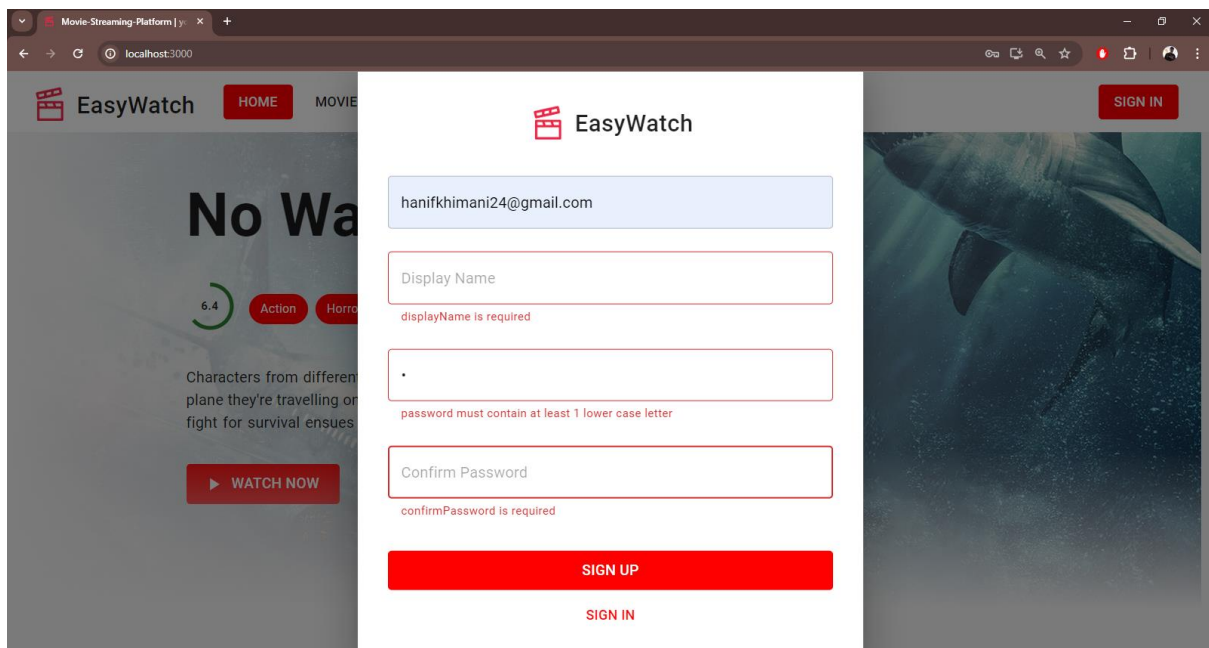 Movie-Streaming-Platform | yo
localhost:3000
EasyWatch HOME MOVIE SIGN IN
No Wa
6.4 Action Horro
Characters from different
plane they're travelling on
fight for survival ensues
WATCH NOW
EasyWatch
hanifkhimani24@gmail.com
Display Name
displayName is required
•
password must contain at least 1 lower case letter
Confirm Password
confirmPassword is required
SIGN UP
SIGN IN